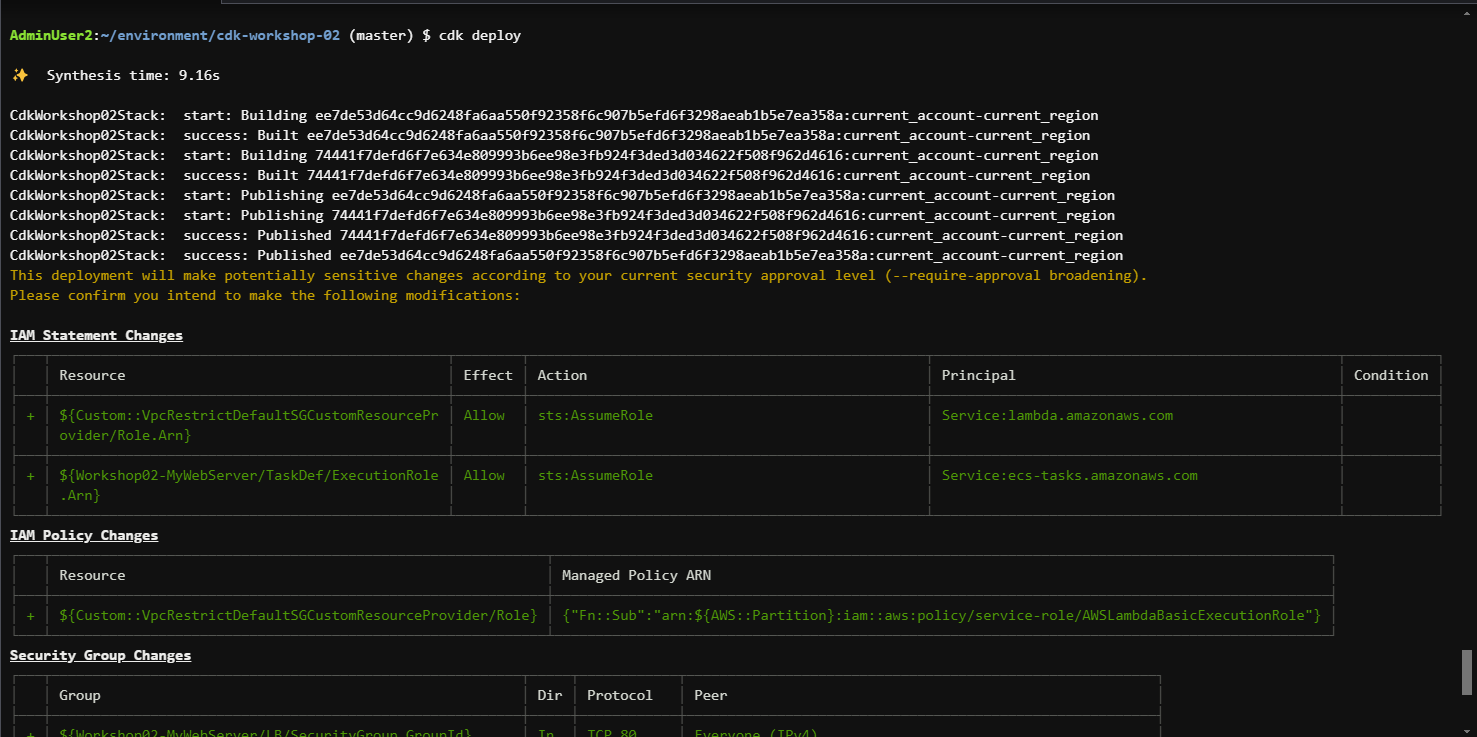 AdminUser2:~/environment/cdk-workshop-02 (master) $ cdk deploy
✨ Synthesis time: 9.16s
CdkWorkshop02Stack: start: Building ee7de53d64cc9d6248fa6aa550f92358f6c907b5efd6f3298aeab1b5e7ea358a:current_account-current_region
CdkWorkshop02Stack: success: Built ee7de53d64cc9d6248fa6aa550f92358f6c907b5efd6f3298aeab1b5e7ea358a:current_account-current_region
CdkWorkshop02Stack: start: Building 74441f7defd6f7e634e809993b6ee98e3fb924f3ded3d034622f508f962d4616:current_account-current_region
CdkWorkshop02Stack: success: Built 74441f7defd6f7e634e809993b6ee98e3fb924f3ded3d034622f508f962d4616:current_account-current_region
CdkWorkshop02Stack: start: Publishing ee7de53d64cc9d6248fa6aa550f92358f6c907b5efd6f3298aeab1b5e7ea358a:current_account-current_region
CdkWorkshop02Stack: start: Publishing 74441f7defd6f7e634e809993b6ee98e3fb924f3ded3d034622f508f962d4616:current_account-current_region
CdkWorkshop02Stack: success: Published 74441f7defd6f7e634e809993b6ee98e3fb924f3ded3d034622f508f962d4616:current_account-current_region
CdkWorkshop02Stack: success: Published ee7de53d64cc9d6248fa6aa550f92358f6c907b5efd6f3298aeab1b5e7ea358a:current_account-current_region
This deployment will make potentially sensitive changes according to your current security approval level (--require-approval broadening).
Please confirm you intend to make the following modifications:
IAM Statement Changes
Resource Effect Action Principal Condition
+ ${Custom::VpcRestrictDefaultSGCustomResourcePr Allow sts:AssumeRole Service:lambda.amazonaws.com
ovider/Role.Arn}
+ ${Workshop02-MyWebServer/TaskDef/ExecutionRole Allow sts:AssumeRole Service:ecs-tasks.amazonaws.com
.Arn}
IAM Policy Changes
Resource Managed Policy ARN
+ ${Custom::VpcRestrictDefaultSGCustomResourceProvider/Role} {"Fn::Sub":"arn:${AWS::Partition}:iam::aws:policy/service-role/AWSLambdaBasicExecutionRole"}
Security Group Changes
Group Dir Protocol Peer
+ ${Workshop02-MyWebServer/LB/SecurityGroup.GroupId} In TCP 80 Everyone (IPv4)